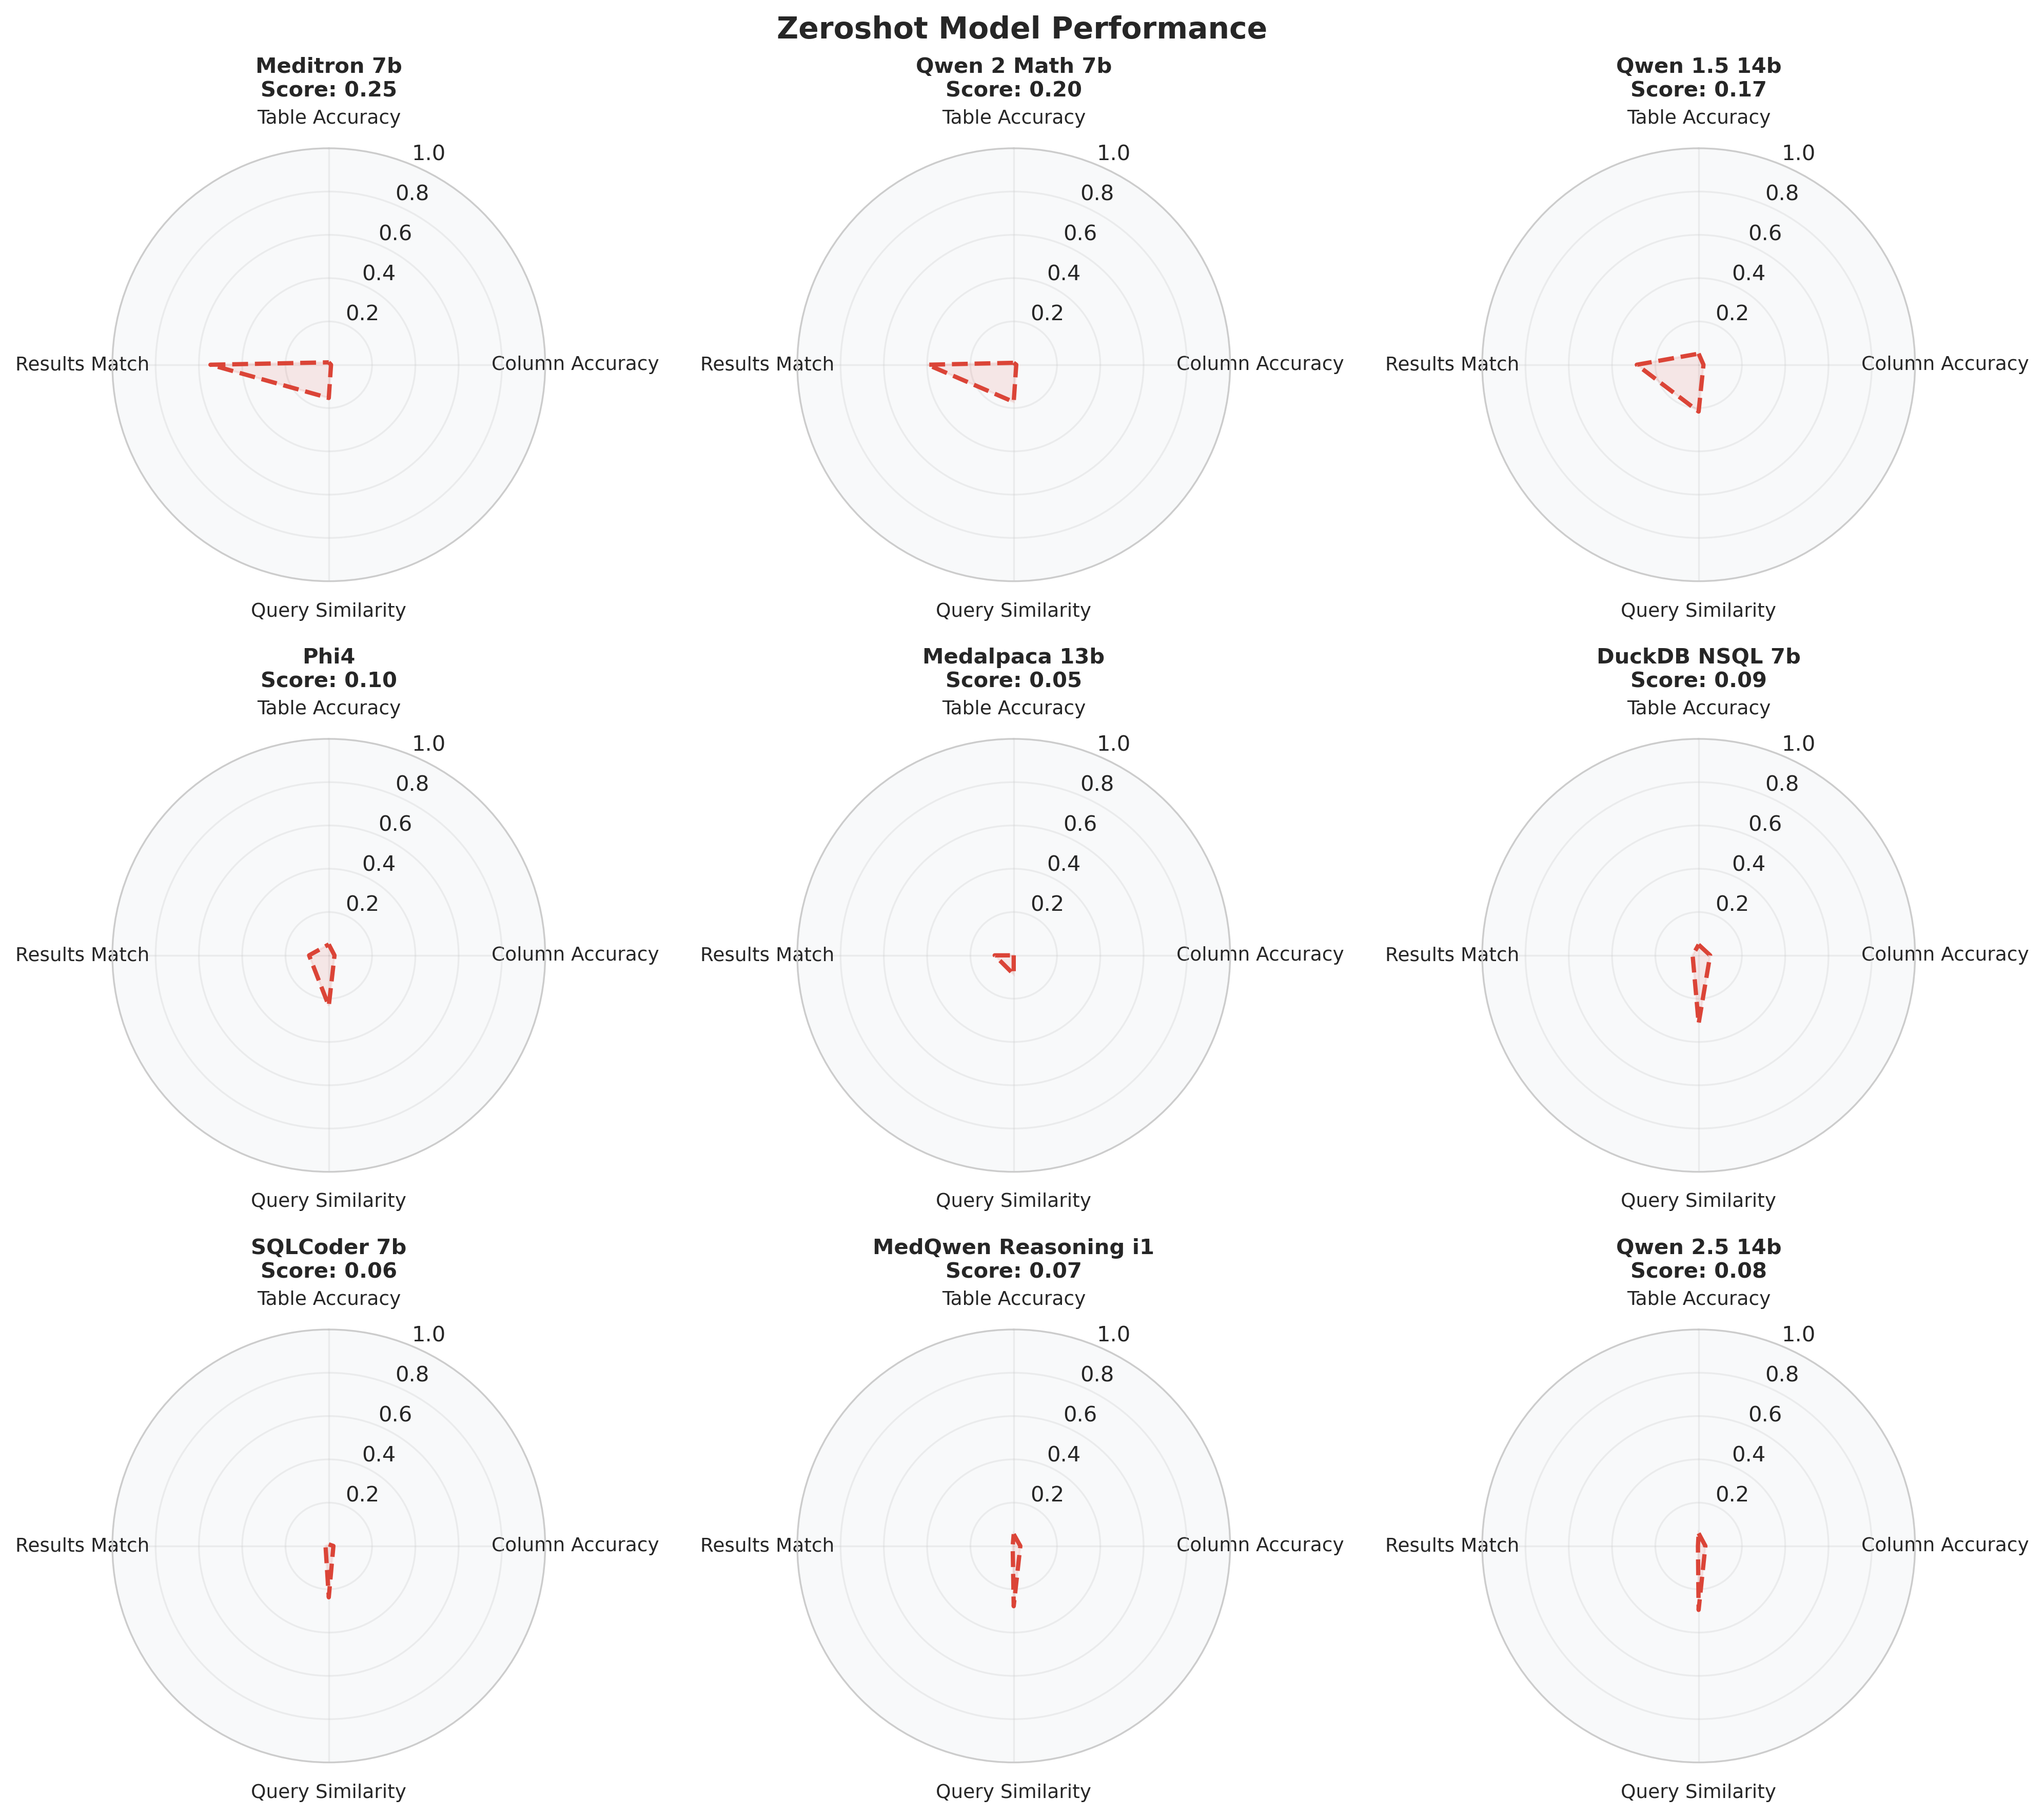 Zeroshot Model Performance
Meditron 7b
Score: 0.25
Table Accuracy
1.0
0.8
0.6
0.4
0.2
Results Match
Column Accuracy
Query Similarity
Qwen 2 Math 7b
Score: 0.20
Table Accuracy
1.0
0.8
0.6
0.4
0.2
Results Match
Column Accuracy
Query Similarity
Qwen 1.5 14b
Score: 0.17
Table Accuracy
1.0
0.8
0.6
0.4
0.2
Results Match
Column Accuracy
Query Similarity
Phi4
Score: 0.10
Table Accuracy
1.0
0.8
0.6
0.4
0.2
Results Match
Column Accuracy
Query Similarity
Medalpaca 13b
Score: 0.05
Table Accuracy
1.0
0.8
0.6
0.4
0.2
Results Match
Column Accuracy
Query Similarity
DuckDB NSQL 7b
Score: 0.09
Table Accuracy
1.0
0.8
0.6
0.4
0.2
Results Match
Column Accuracy
Query Similarity
SQLCoder 7b
Score: 0.06
Table Accuracy
1.0
0.8
0.6
0.4
0.2
Results Match
Column Accuracy
Query Similarity
MedQwen Reasoning i1
Score: 0.07
Table Accuracy
1.0
0.8
0.6
0.4
0.2
Results Match
Column Accuracy
Query Similarity
Qwen 2.5 14b
Score: 0.08
Table Accuracy
1.0
0.8
0.6
0.4
0.2
Results Match
Column Accuracy
Query Similarity